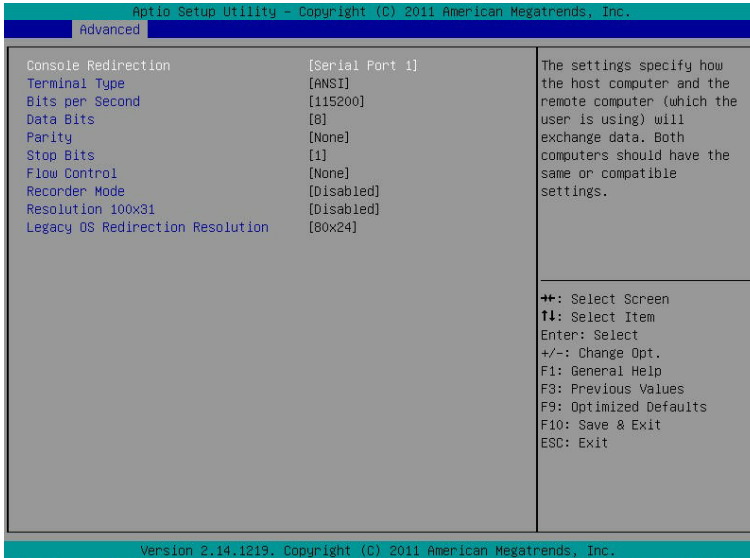 Aptio Setup Utility - Copyright (C) 2011 American Megatrends, Inc.
Advanced
Console Redirection [Serial Port 1]
Terminal Type [ANSI]
Bits per Second [115200]
Data Bits [8]
Parity [None]
Stop Bits [1]
Flow Control [None]
Recorder Mode [Disabled]
Resolution 100x31 [Disabled]
Legacy OS Redirection Resolution [80x24]
The settings specify how
the host computer and the
remote computer (which the
user is using) will
exchange data. Both
computers should have the
same or compatible
settings.
→←: Select Screen
↑↓: Select Item
Enter: Select
+/-: Change Opt.
F1: General Help
F3: Previous Values
F9: Optimized Defaults
F10: Save & Exit
ESC: Exit
Version 2.14.1219. Copyright (C) 2011 American Megatrends, Inc.